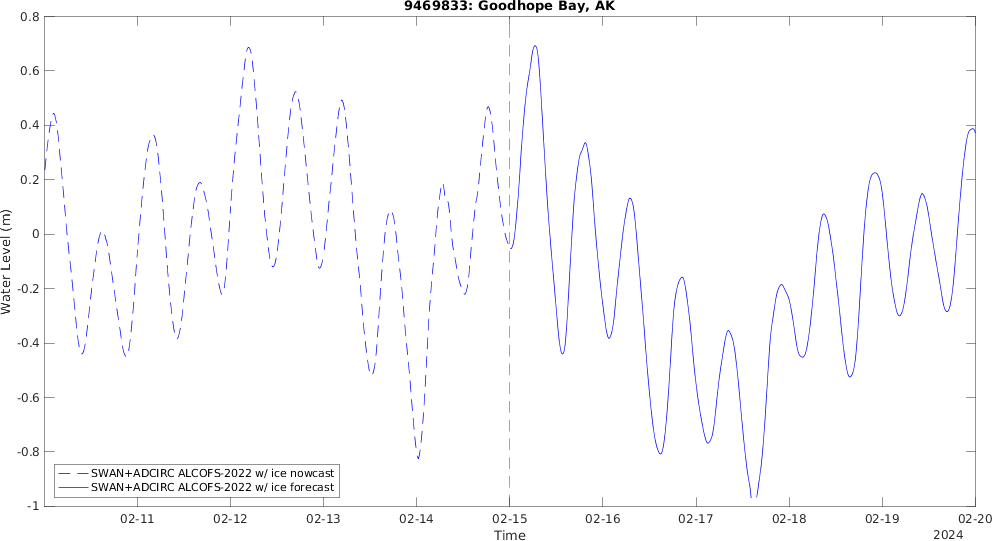 9469833: Goodhope Bay, AK
0.8
0.6
0.4
0.2
0
-0.2
-0.4
-0.6
-0.8
-1
Water Level (m)
SWAN+ADCIRC ALCOFS-2022 w/ ice nowcast
SWAN+ADCIRC ALCOFS-2022 w/ ice forecast
02-11 02-12 02-13 02-14 02-15 02-16 02-17 02-18 02-19 02-20
Time
2024